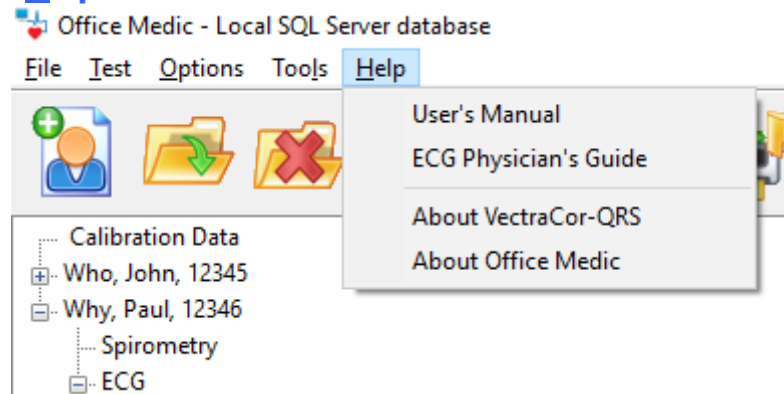 Office Medic - Local SQL Server database
File Test Options Tools Help
User's Manual
ECG Physician's Guide
About VectraCor-QRS
About Office Medic
Calibration Data
Who, John, 12345
Why, Paul, 12346
Spirometry
ECG